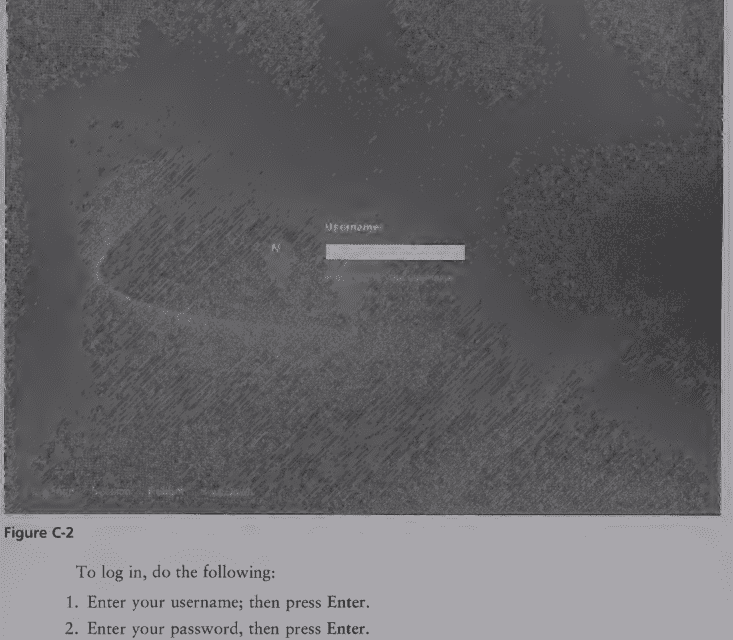 Username
Figure C-2
To log in, do the following:
1. Enter your username; then press Enter.
2. Enter your password, then press Enter.